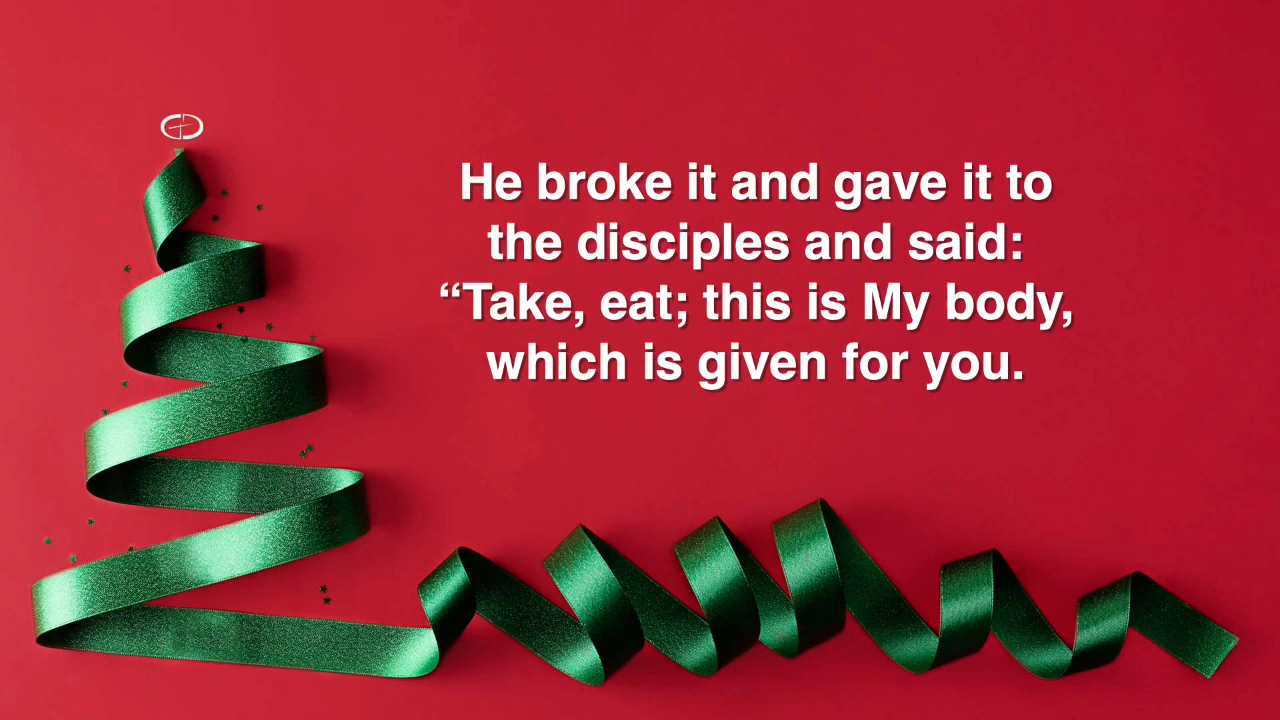 He broke it and gave it to
the disciples and said:
“Take, eat; this is My body,
which is given for you.